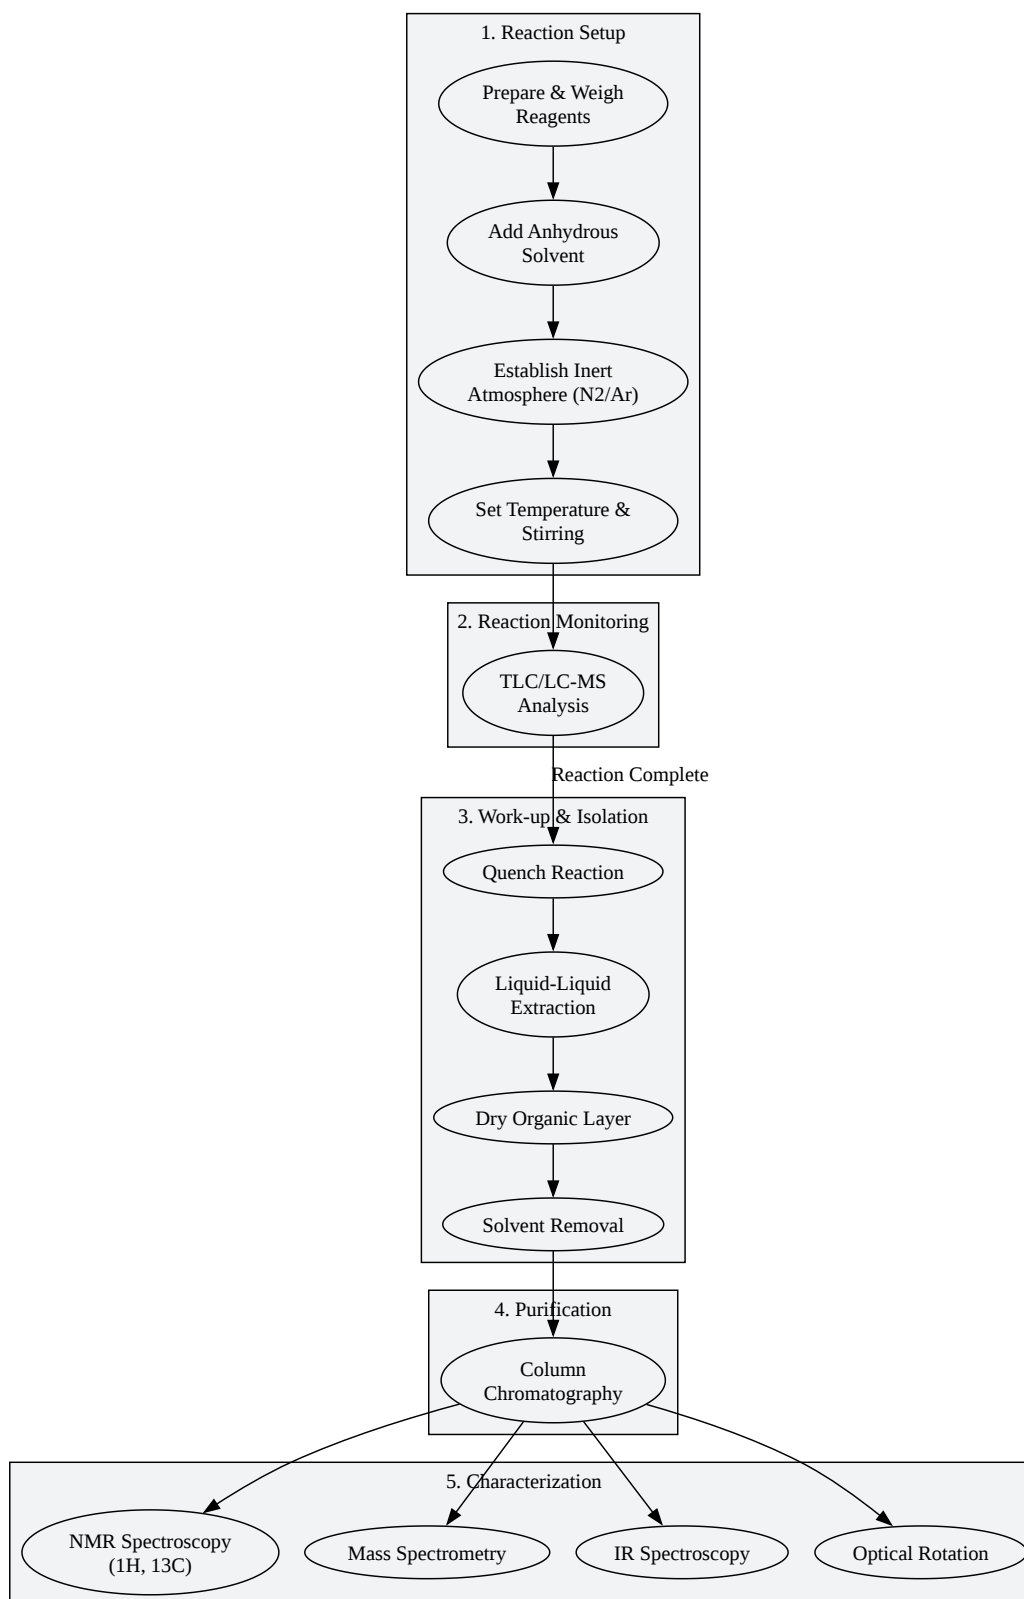 1. Reaction Setup
Prepare & Weigh
Reagents
Add Anhydrous
Solvent
Establish Inert
Atmosphere (N2/Ar)
Set Temperature &
Stirring
2. Reaction Monitoring
TLC/LC-MS
Analysis
Reaction Complete
3. Work-up & Isolation
Quench Reaction
Liquid-Liquid
Extraction
Dry Organic Layer
Solvent Removal
4. Purification
Column
Chromatography
5. Characterization
NMR Spectroscopy
(1H, 13C)
Mass Spectrometry
IR Spectroscopy
Optical Rotation